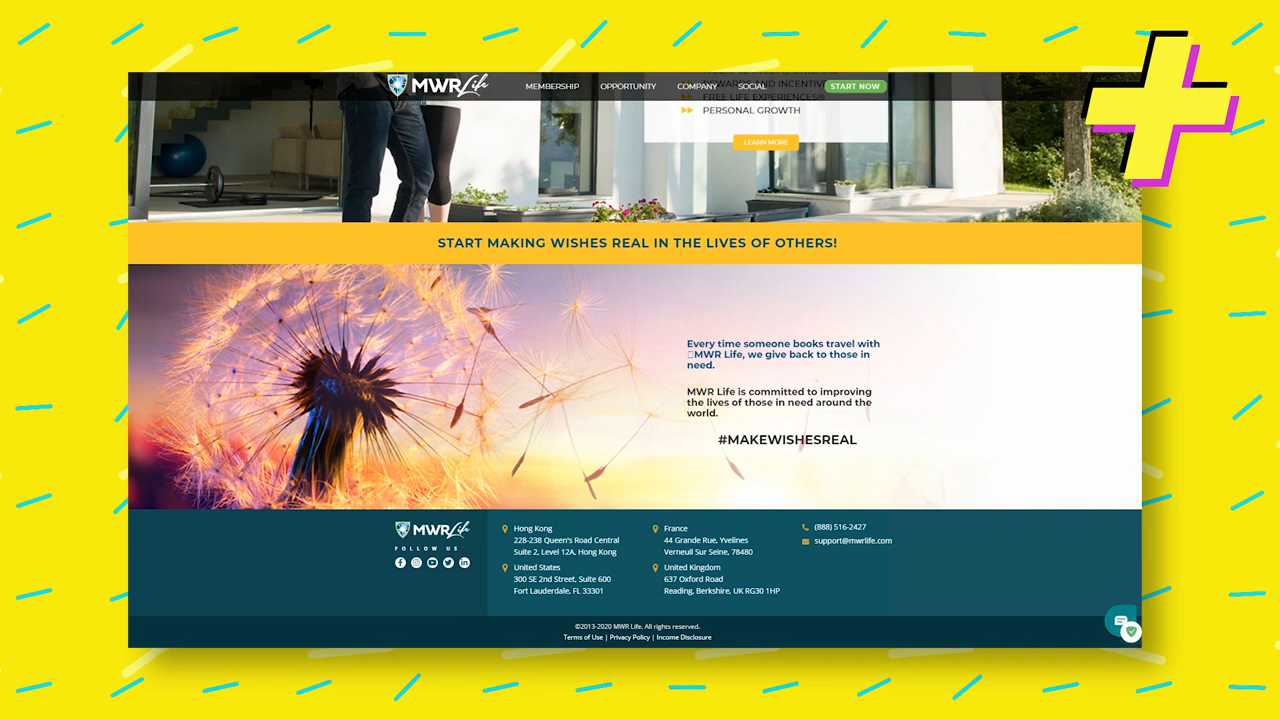 MWR Life
MEMBERSHIP OPPORTUNITY COMPANY SOCIAL START NOW
REWARDS AND INCENTIVES
FREE LIFE EXPERIENCES®
PERSONAL GROWTH
LEARN MORE
START MAKING WISHES REAL IN THE LIVES OF OTHERS!
Every time someone books travel with
MWR Life, we give back to those in
need.
MWR Life is committed to improving
the lives of those in need around the
world.
#MAKEWISHESREAL
MWR Life
FOLLOW US
Hong Kong
228-238 Queen's Road Central
Suite 2, Level 12A, Hong Kong
United States
300 SE 2nd Street, Suite 600
Fort Lauderdale, FL 33301
France
44 Grande Rue, Yvelines
Verneuil Sur Seine, 78480
United Kingdom
637 Oxford Road
Reading, Berkshire, UK RG30 1HP
(888) 516-2427
support@mwrlife.com
©2013-2020 MWR Life. All rights reserved.
Terms of Use | Privacy Policy | Income Disclosure